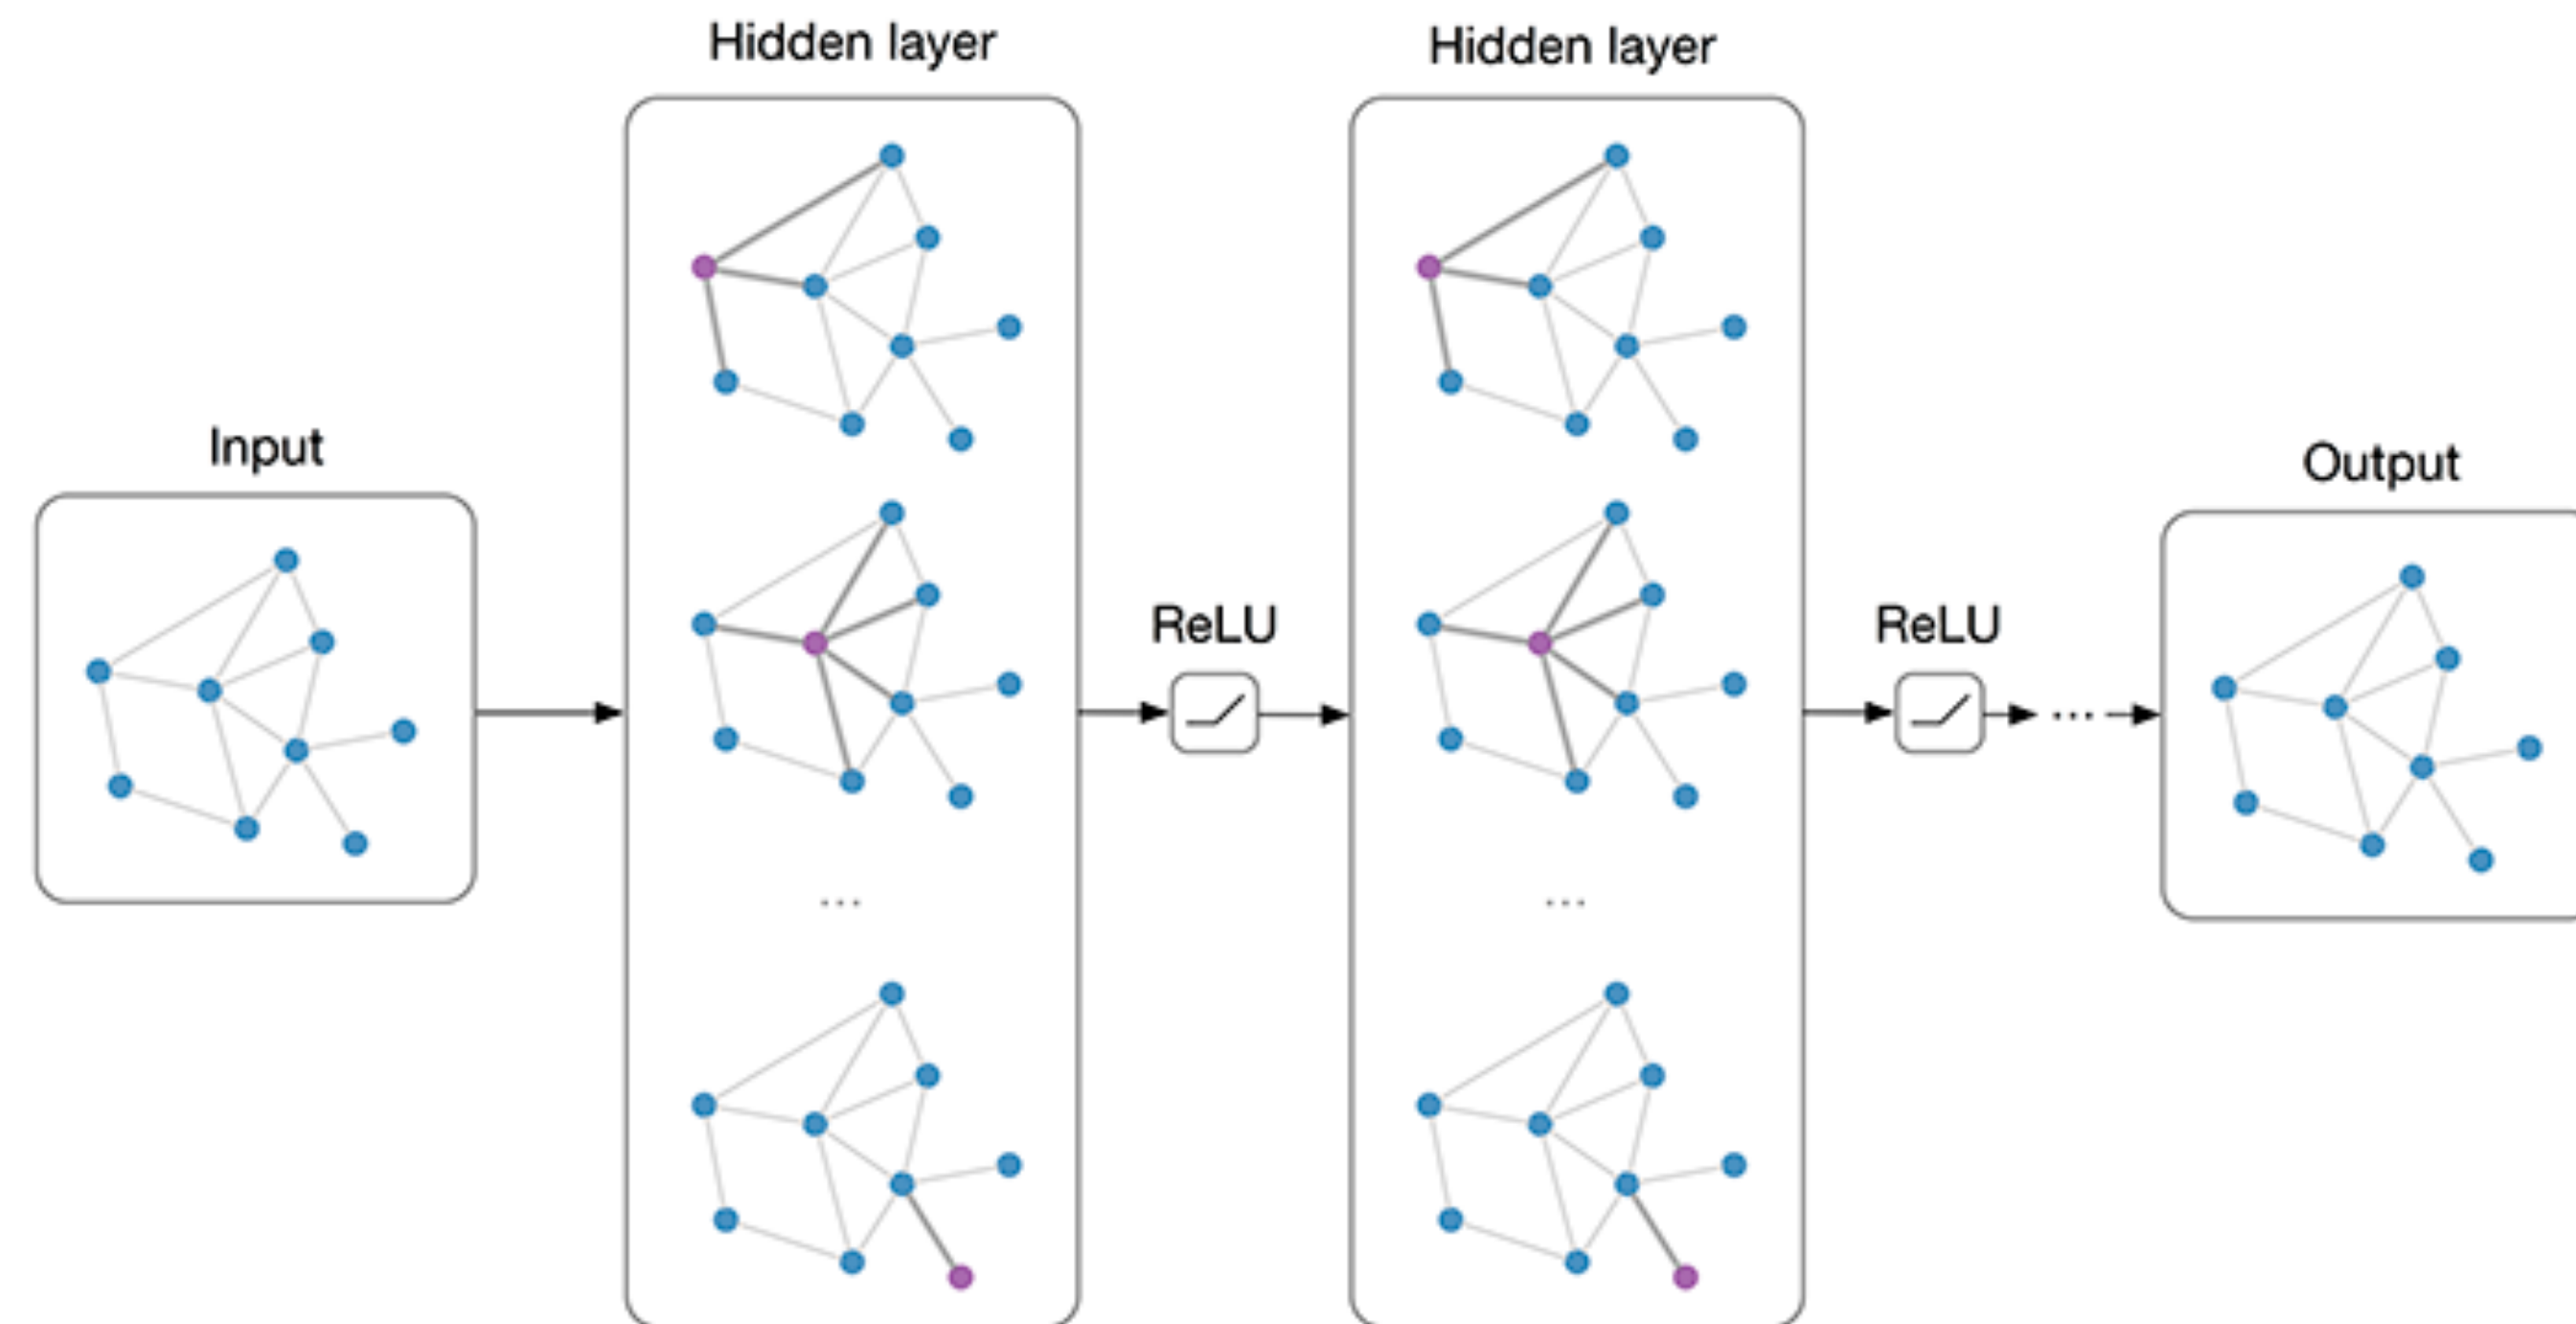 Hidden layer
Hidden layer
Input
Output
ReLU
ReLU
...
...
...